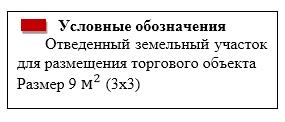 Условные обозначения
Отведенный земельный участок
для размещения торгового объекта
Размер 9 м² (3х3)